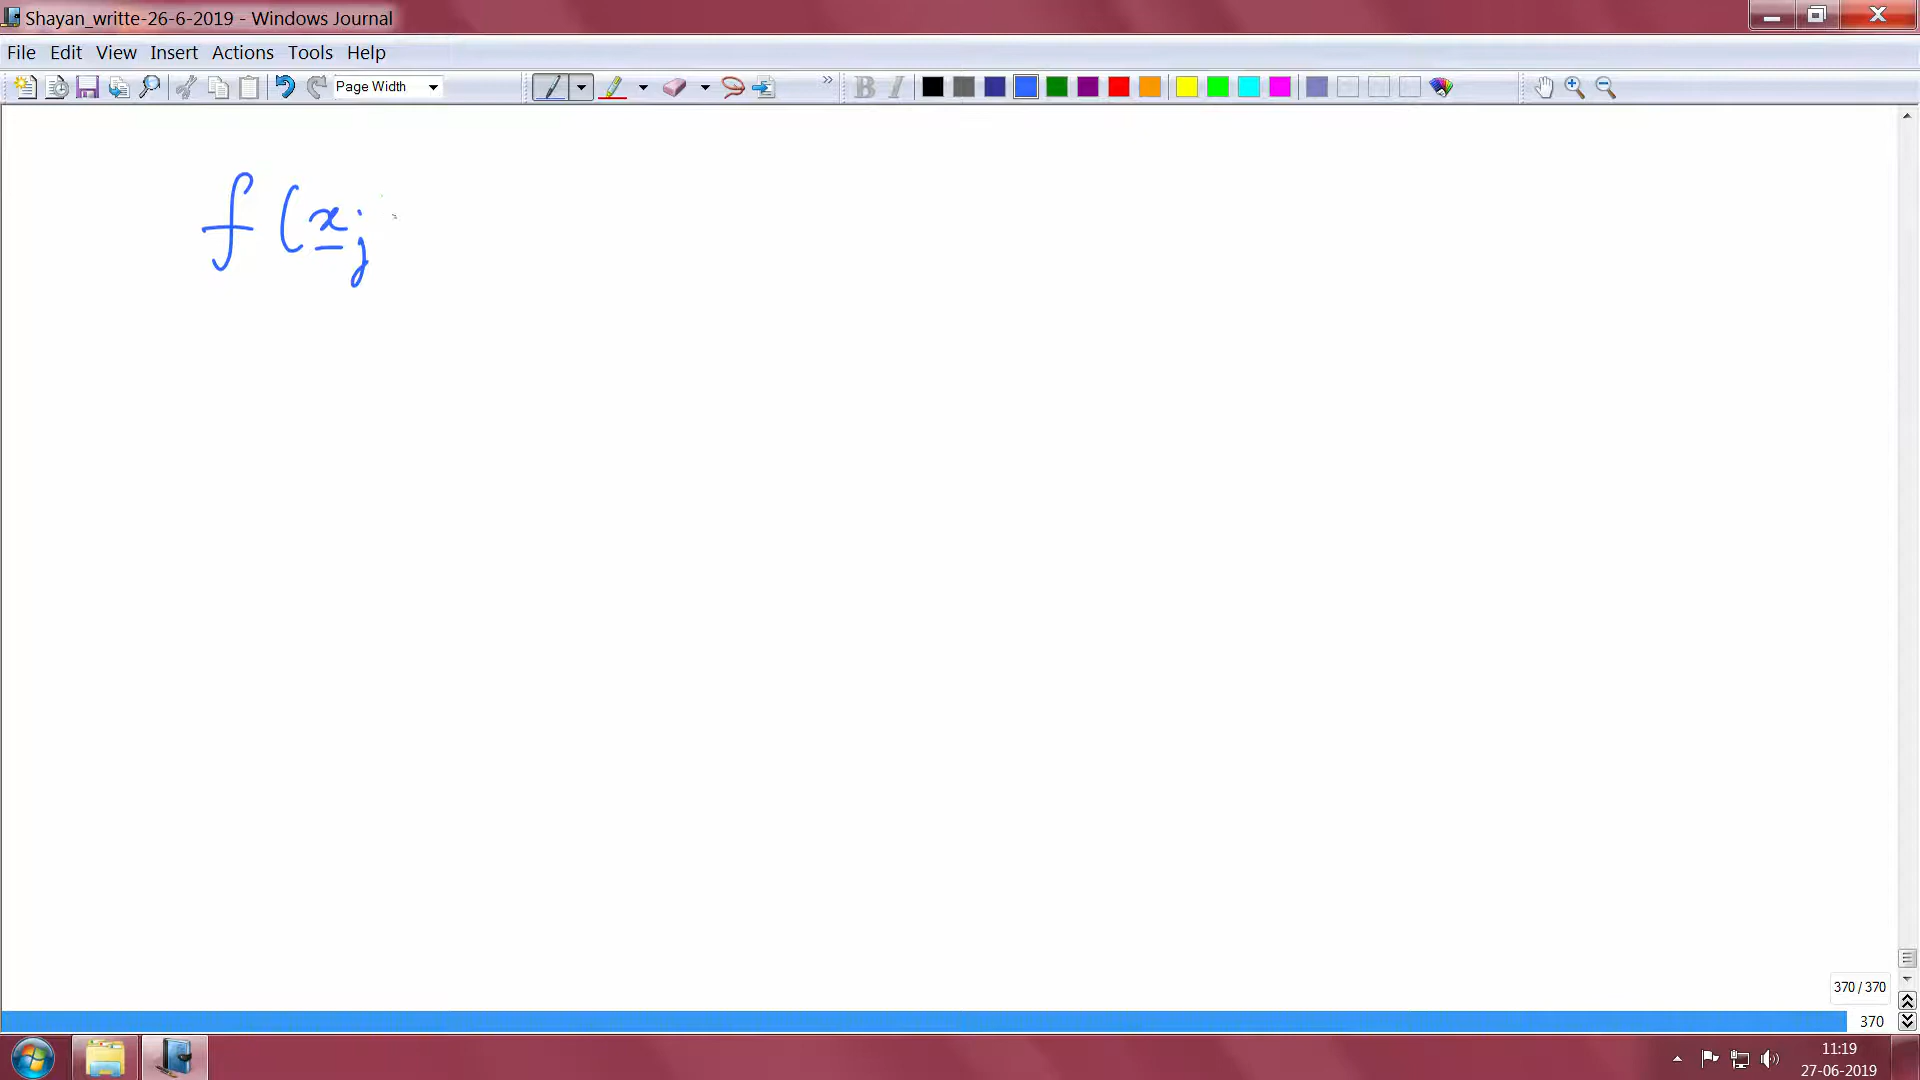 Shayan_writte-26-6-2019 - Windows Journal
File Edit View Insert Actions Tools Help
Page Width » B I
f (x_j
370 / 370
370
11:19
27-06-2019